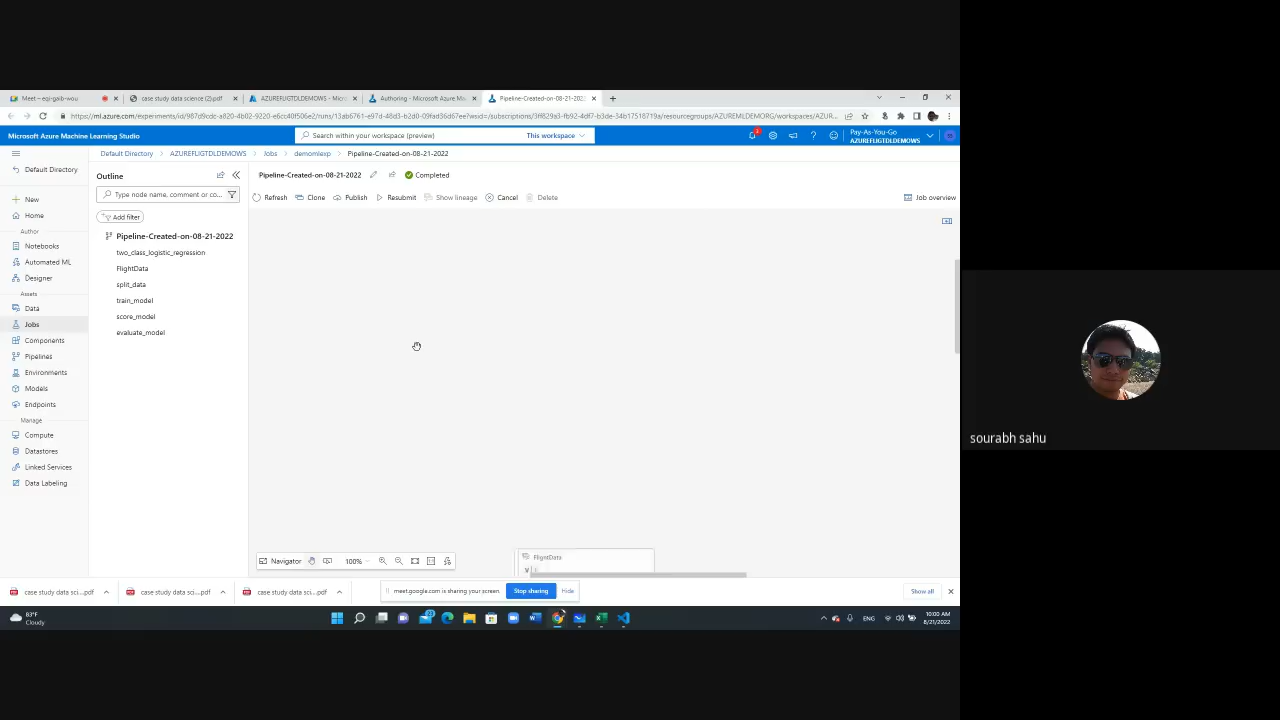 Meet – eqi-gaib-wou
case study data science (2).pdf
AZUREFLIGTDLDEMOWS - Micros
Authoring - Microsoft Azure Mac
Pipeline-Created-on-08-21-2022
Microsoft Azure Machine Learning Studio
Search within your workspace (preview)
This workspace
Pay-As-You-Go
AZUREFLIGTDLDEMOWS
Default Directory
AZUREFLIGTDLDEMOWS
Jobs
demomlexp
Pipeline-Created-on-08-21-2022
Default Directory
New
Home
Author
Notebooks
Automated ML
Designer
Assets
Data
Jobs
Components
Pipelines
Environments
Models
Endpoints
Manage
Compute
Datastores
Linked Services
Data Labeling
Outline
Type node name, comment or co...
Add filter
Pipeline-Created-on-08-21-2022
two_class_logistic_regression
FlightData
split_data
train_model
score_model
evaluate_model
Pipeline-Created-on-08-21-2022
Completed
Refresh
Clone
Publish
Resubmit
Show lineage
Cancel
Delete
Job overview
FlightData
Navigator
100%
case study data sci....pdf
case study data sci....pdf
case study data sci....pdf
meet.google.com is sharing your screen.
Stop sharing
Hide
Show all
83°F
Cloudy
ENG
10:00 AM
8/21/2022
sourabh sahu